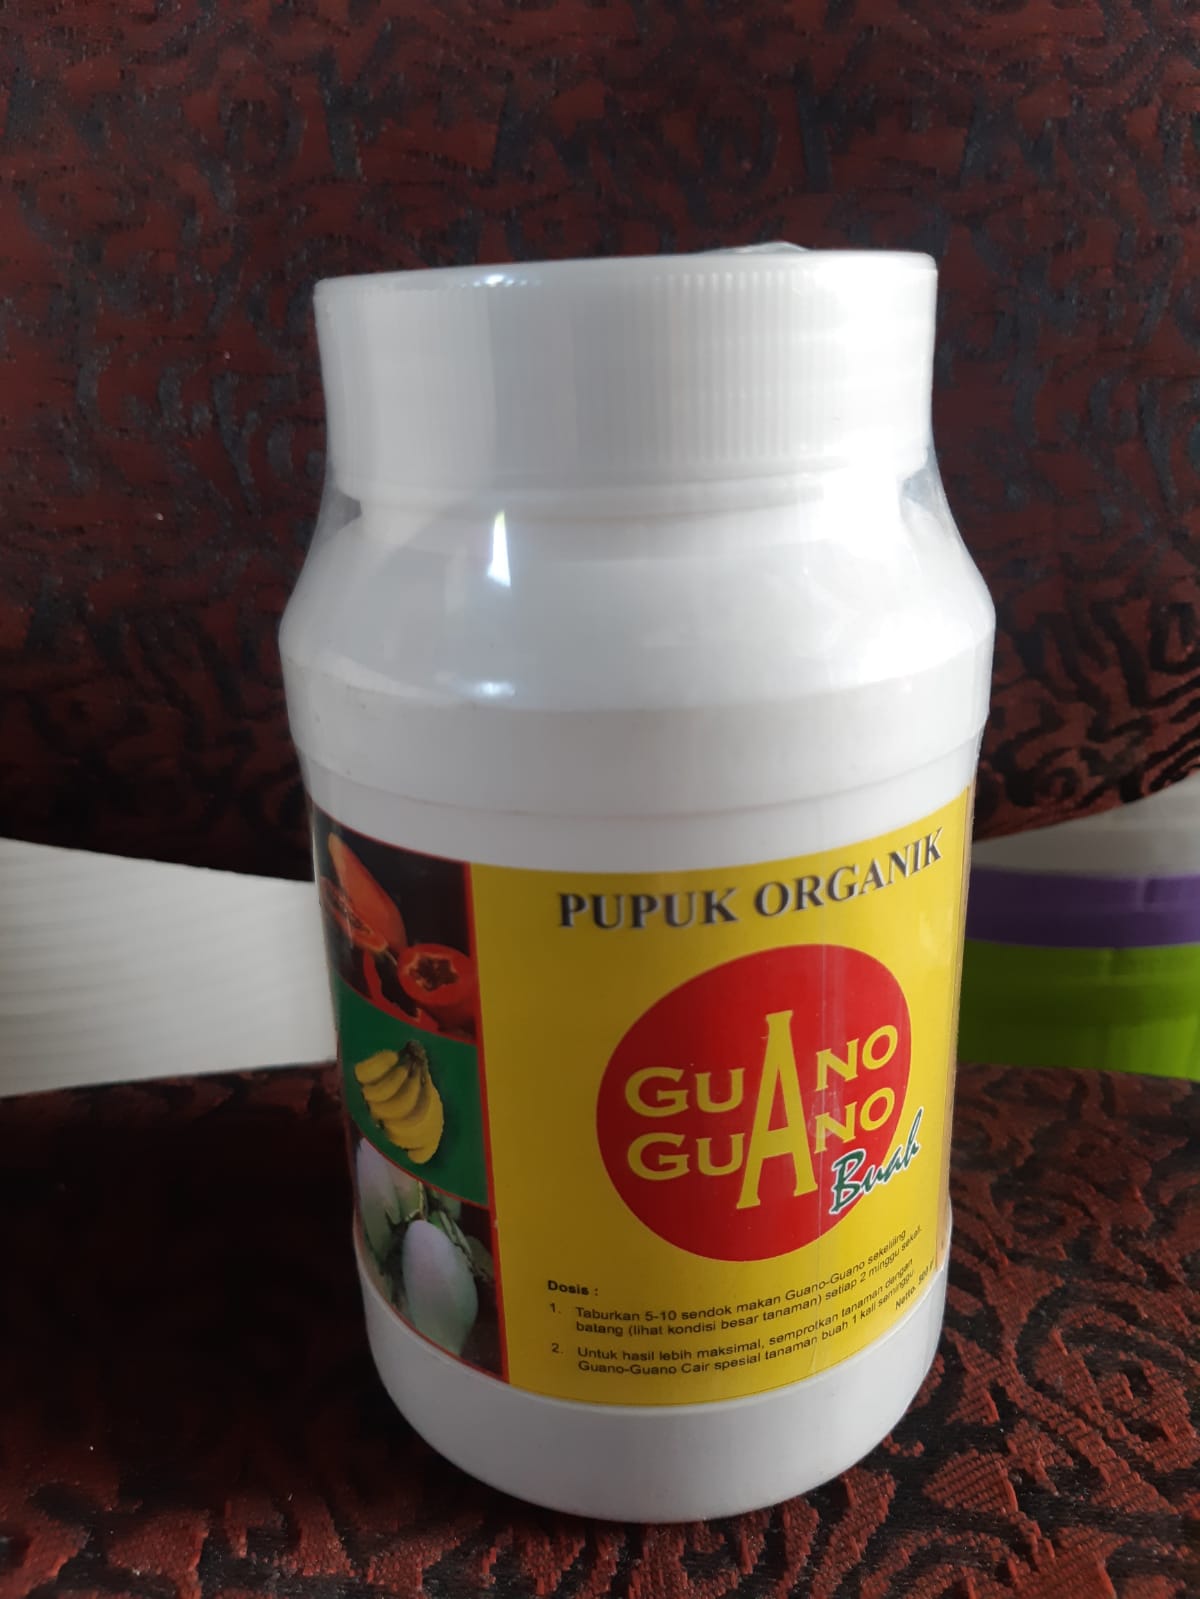 PUPUK ORGANIK
GUANO
GUANO
Buah
Dosis :
1. Taburkan 5-10 sendok makan Guano-Guano sekeliling
batang (lihat kondisi besar tanaman) setiap 2 minggu sekali.
2. Untuk hasil lebih maksimal, semprotkan tanaman dengan
Guano-Guano Cair spesial tanaman buah 1 kali seminggu
Netto. 500